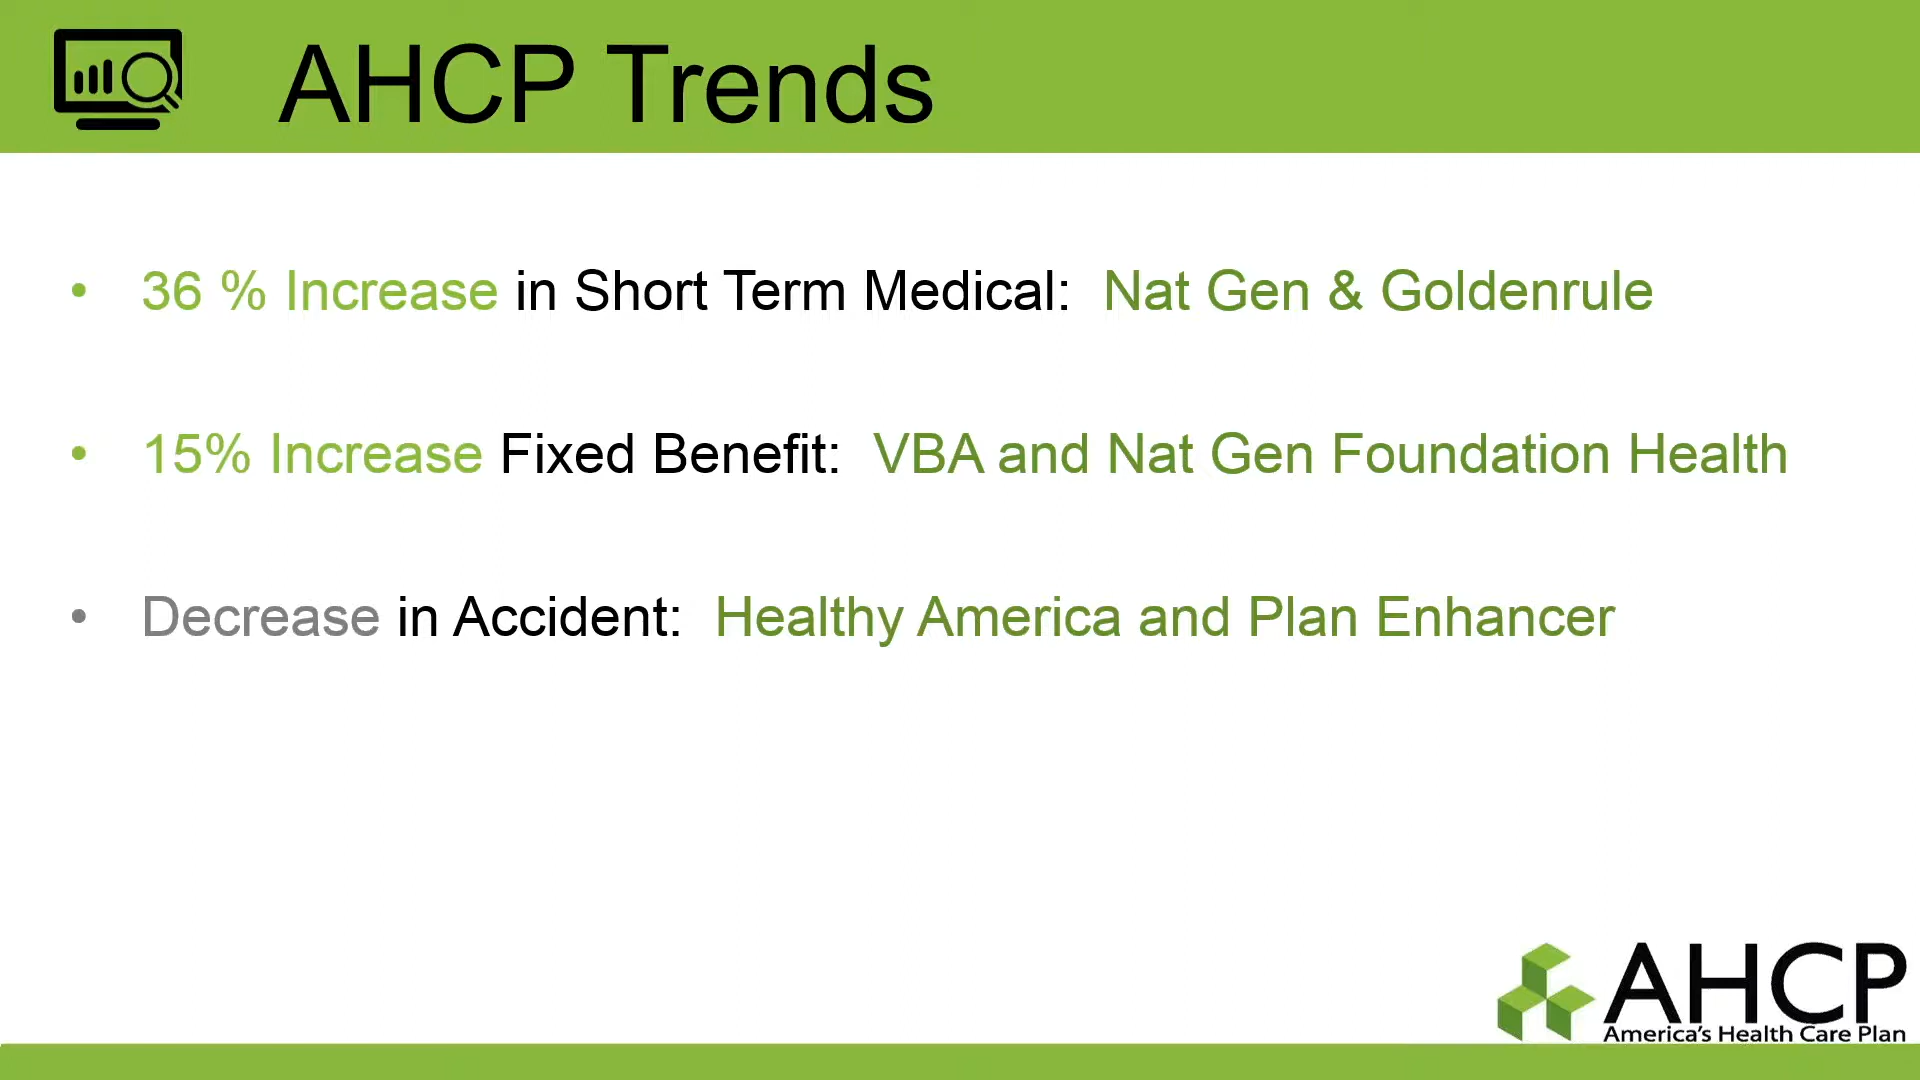 AHCP Trends
• 36 % Increase in Short Term Medical: Nat Gen & Goldenrule
• 15% Increase Fixed Benefit: VBA and Nat Gen Foundation Health
• Decrease in Accident: Healthy America and Plan Enhancer
AHCP
America's Health Care Plan